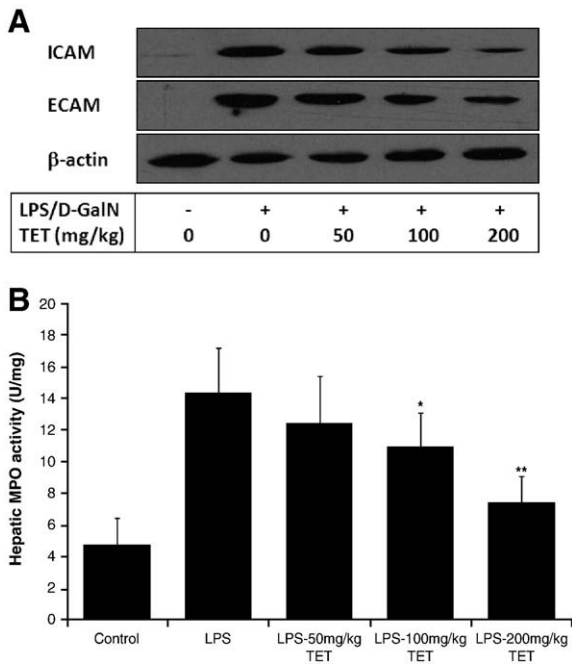 A
ICAM
ECAM
β-actin
LPS/D-GalN - + + + +
TET (mg/kg) 0 0 50 100 200
B
Hepatic MPO activity (U/mg)
20
18
16
14
12
10
8
6
4
2
0
*
**
Control LPS LPS-50mg/kg TET LPS-100mg/kg TET LPS-200mg/kg TET